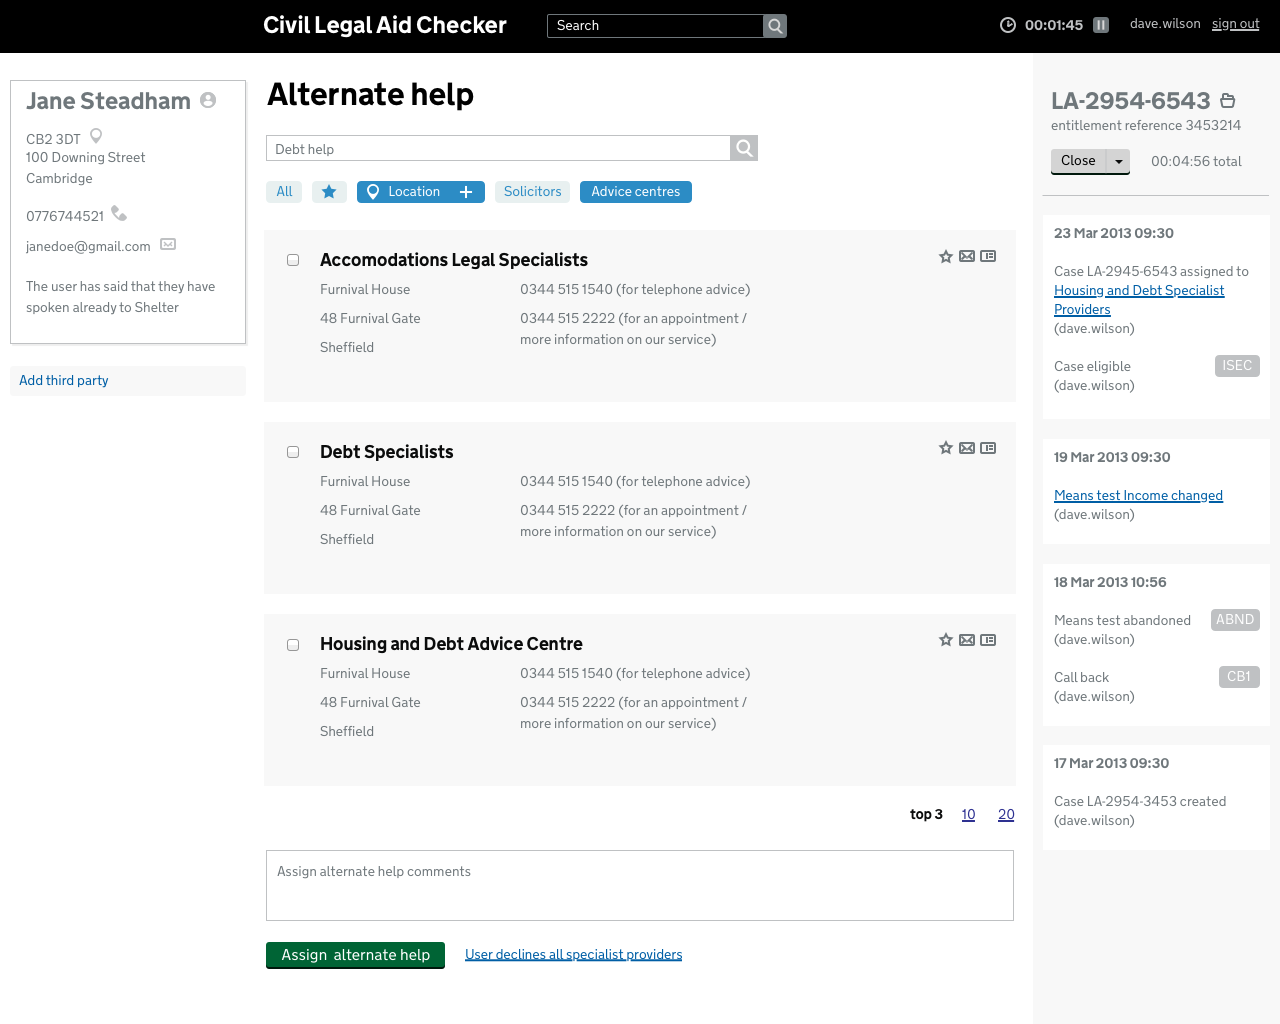 Civil Legal Aid Checker
Search
00:01:45
dave.wilson sign out
Jane Steadham
CB2 3DT
100 Downing Street
Cambridge
0776744521
janedoe@gmail.com
The user has said that they have
spoken already to Shelter
Add third party
Alternate help
Debt help
All
Location
Solicitors
Advice centres
Accomodations Legal Specialists
Furnival House
48 Furnival Gate
Sheffield
0344 515 1540 (for telephone advice)
0344 515 2222 (for an appointment /
more information on our service)
Debt Specialists
Furnival House
48 Furnival Gate
Sheffield
0344 515 1540 (for telephone advice)
0344 515 2222 (for an appointment /
more information on our service)
Housing and Debt Advice Centre
Furnival House
48 Furnival Gate
Sheffield
0344 515 1540 (for telephone advice)
0344 515 2222 (for an appointment /
more information on our service)
top 3 10 20
Assign alternate help comments
Assign alternate help
User declines all specialist providers
LA-2954-6543
entitlement reference 3453214
Close
00:04:56 total
23 Mar 2013 09:30
Case LA-2945-6543 assigned to
Housing and Debt Specialist
Providers
(dave.wilson)
Case eligible ISEC
(dave.wilson)
19 Mar 2013 09:30
Means test Income changed
(dave.wilson)
18 Mar 2013 10:56
Means test abandoned ABND
(dave.wilson)
Call back CB1
(dave.wilson)
17 Mar 2013 09:30
Case LA-2954-3453 created
(dave.wilson)